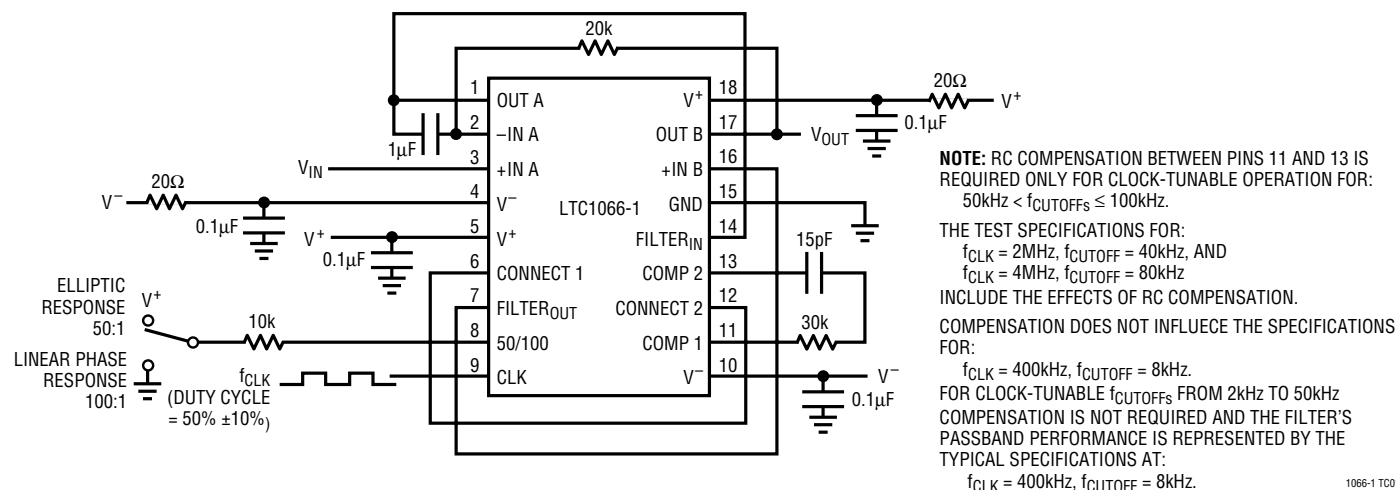 20k
20Ω
V+
0.1µF
1 OUT A
2 –IN A
3 +IN A
4 V–
5 V+
6 CONNECT 1
7 FILTEROUT
8 50/100
9 CLK
LTC1066-1
18 V+
17 OUT B
16 +IN B
15 GND
14 FILTERIN
13 COMP 2
12 CONNECT 2
11 COMP 1
10 V–
1µF
VIN
VOUT
V–
20Ω
0.1µF
V+
0.1µF
15pF
30k
V–
0.1µF
ELLIPTIC
RESPONSE
50:1
V+
10k
LINEAR PHASE
RESPONSE
100:1
fCLK
(DUTY CYCLE
= 50% ±10%)
NOTE: RC COMPENSATION BETWEEN PINS 11 AND 13 IS
REQUIRED ONLY FOR CLOCK-TUNABLE OPERATION FOR:
50kHz < fCUTOFFs ≤ 100kHz.
THE TEST SPECIFICATIONS FOR:
fCLK = 2MHz, fCUTOFF = 40kHz, AND
fCLK = 4MHz, fCUTOFF = 80kHz
INCLUDE THE EFFECTS OF RC COMPENSATION.
COMPENSATION DOES NOT INFLUECE THE SPECIFICATIONS
FOR:
fCLK = 400kHz, fCUTOFF = 8kHz.
FOR CLOCK-TUNABLE fCUTOFFs FROM 2kHz TO 50kHz
COMPENSATION IS NOT REQUIRED AND THE FILTER'S
PASSBAND PERFORMANCE IS REPRESENTED BY THE
TYPICAL SPECIFICATIONS AT:
fCLK = 400kHz, fCUTOFF = 8kHz.
1066-1 TC0